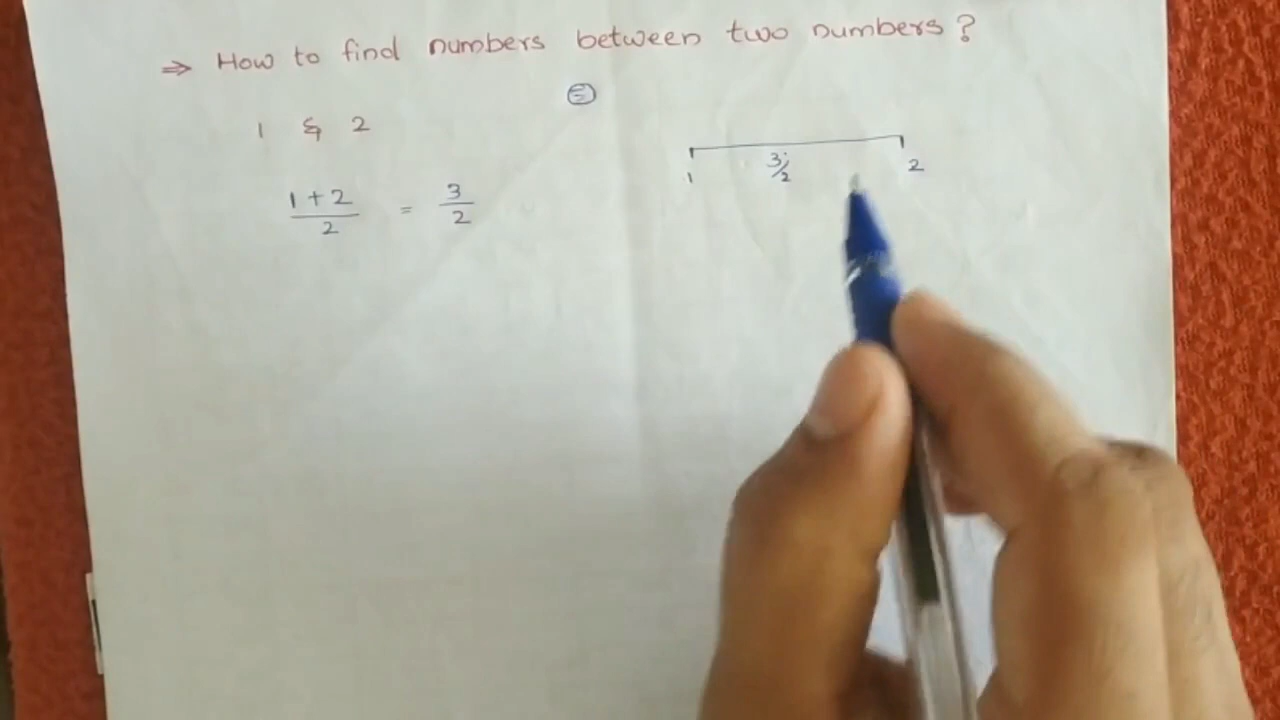 ⇒ How to find numbers between two numbers?
1 & 2
1 + 2 / 2 = 3 / 2
1 3/2 2